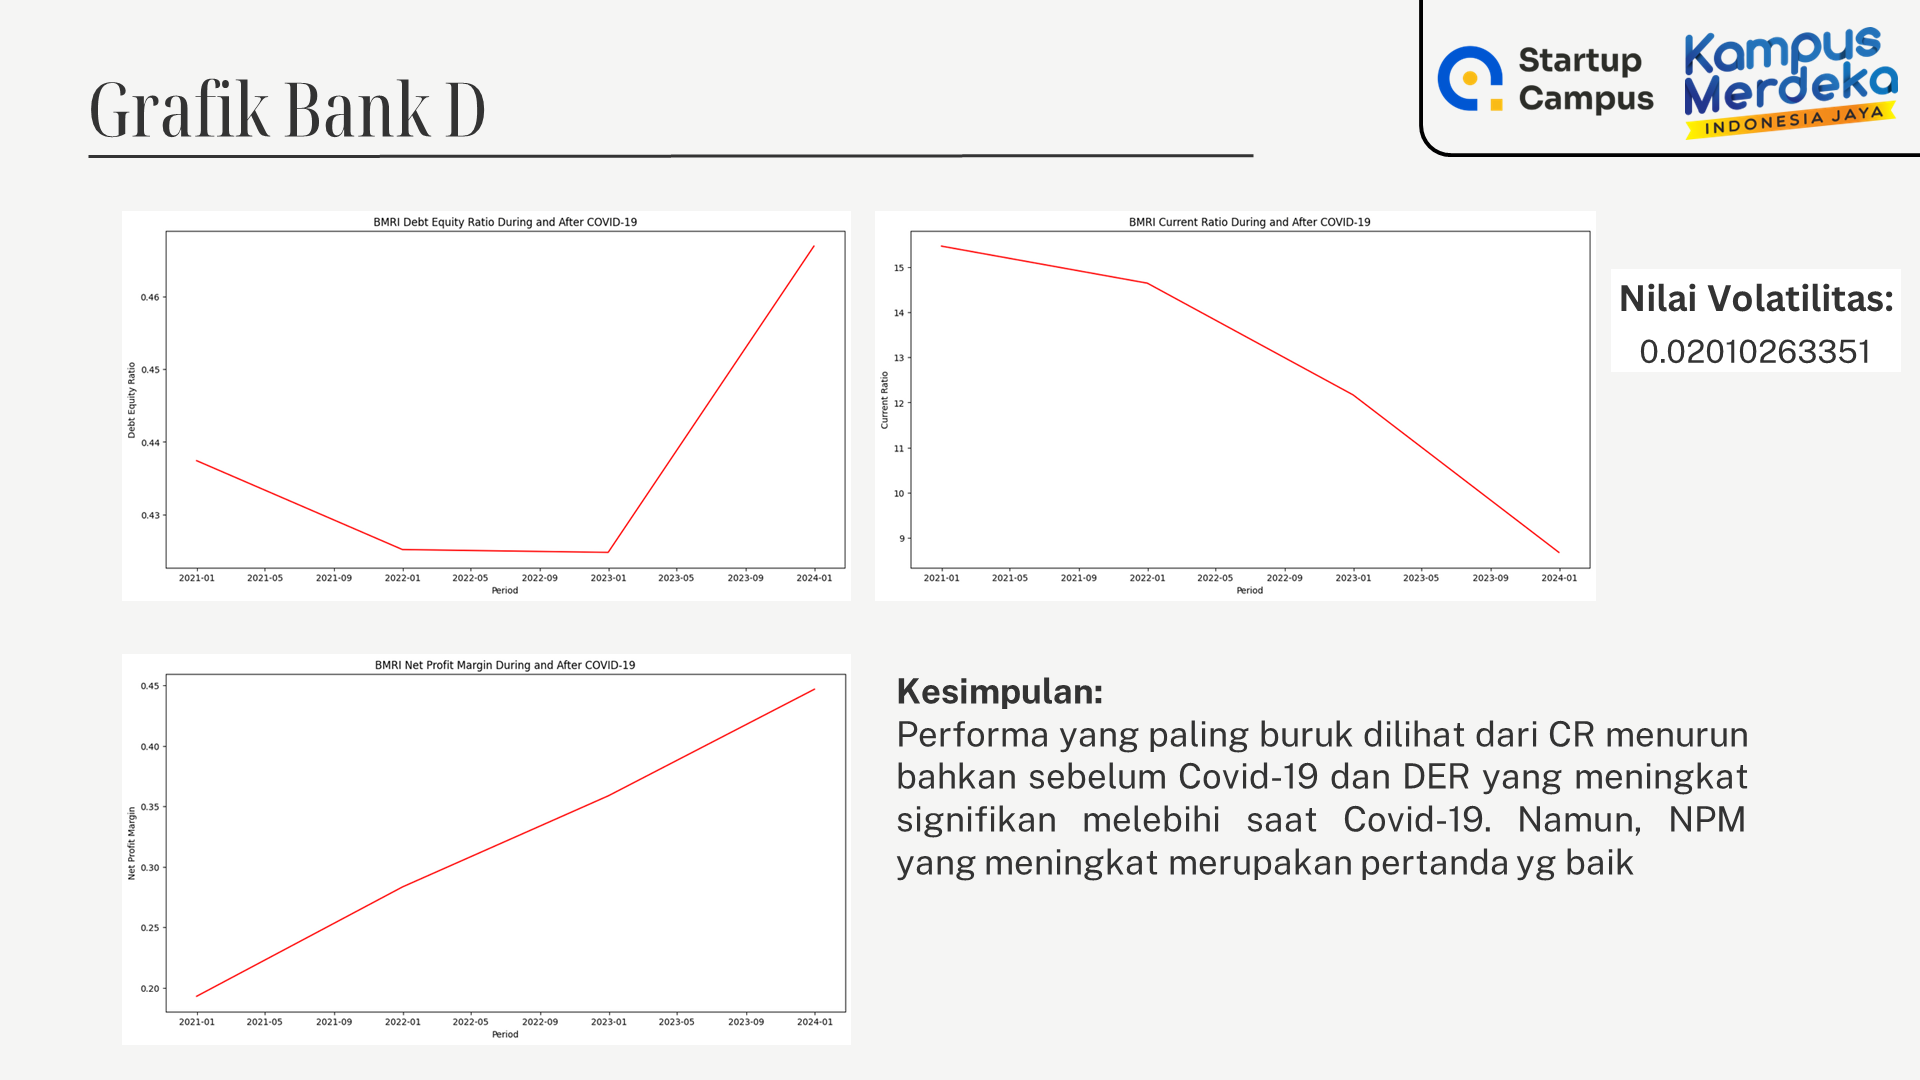 Grafik Bank D
Startup
Campus
Kampus
Merdeka
INDONESIA JAYA
BMRI Debt Equity Ratio During and After COVID-19
0.46
0.45
0.44
0.43
Debt Equity Ratio
2021-01 2021-05 2021-09 2022-01 2022-05 2022-09 2023-01 2023-05 2023-09 2024-01
Period
BMRI Current Ratio During and After COVID-19
15
14
13
12
11
10
9
Current Ratio
2021-01 2021-05 2021-09 2022-01 2022-05 2022-09 2023-01 2023-05 2023-09 2024-01
Period
Nilai Volatilitas:
0.02010263351
BMRI Net Profit Margin During and After COVID-19
0.45
0.40
0.35
0.30
0.25
0.20
Net Profit Margin
2021-01 2021-05 2021-09 2022-01 2022-05 2022-09 2023-01 2023-05 2023-09 2024-01
Period
Kesimpulan:
Performa yang paling buruk dilihat dari CR menurun
bahkan sebelum Covid-19 dan DER yang meningkat
signifikan melebihi saat Covid-19. Namun, NPM
yang meningkat merupakan pertanda yg baik